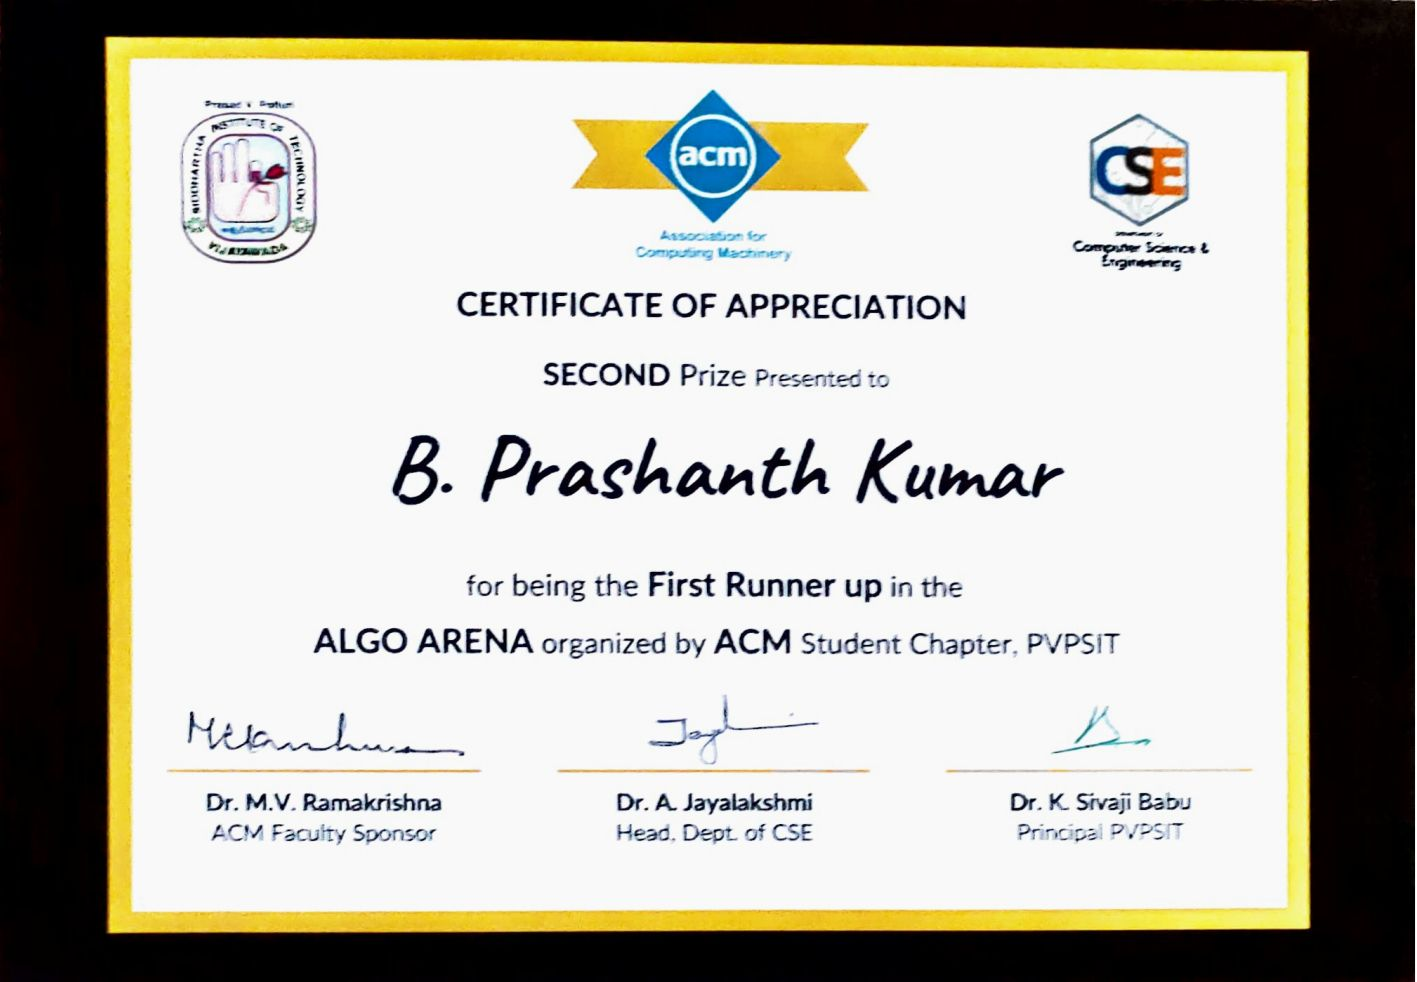 Prasad V. Potluri
SIDDHARTHA INSTITUTE OF TECHNOLOGY
VIJAYAWADA
acm
Association for
Computing Machinery
CSE
Computer Science &
Engineering
CERTIFICATE OF APPRECIATION
SECOND Prize Presented to
B. Prashanth Kumar
for being the First Runner up in the
ALGO ARENA organized by ACM Student Chapter, PVPSIT
Dr. M.V. Ramakrishna
ACM Faculty Sponsor
Dr. A. Jayalakshmi
Head, Dept. of CSE
Dr. K. Sivaji Babu
Principal PVPSIT